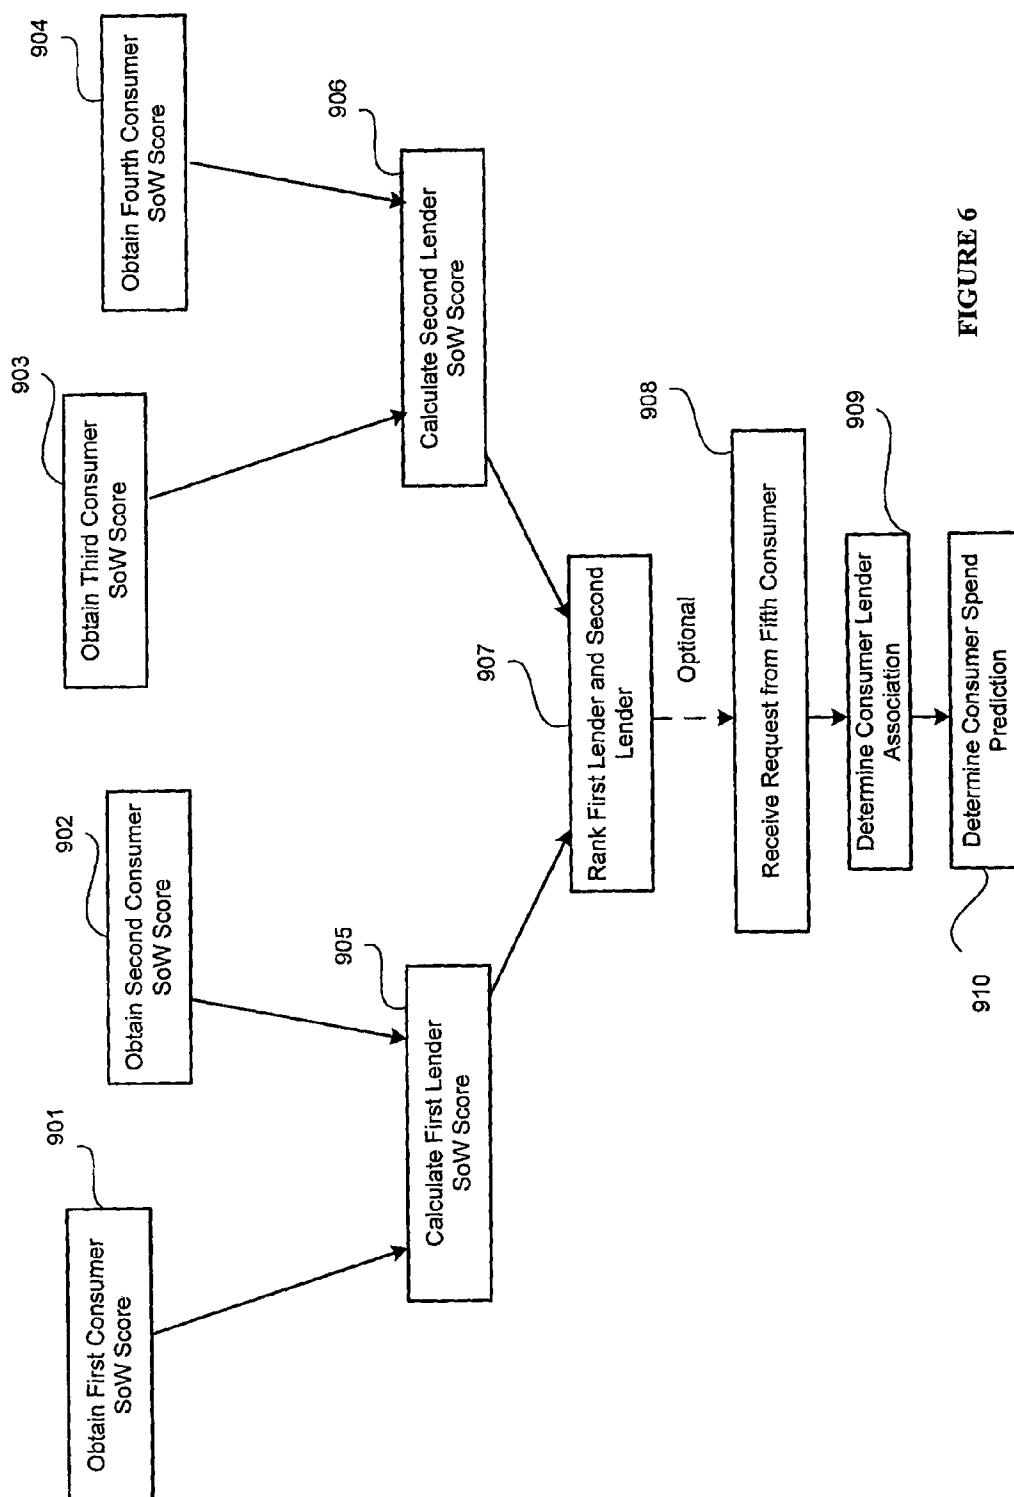 901
Obtain First Consumer
SoW Score
902
Obtain Second Consumer
SoW Score
903
Obtain Third Consumer
SoW Score
904
Obtain Fourth Consumer
SoW Score
905
Calculate First Lender
SoW Score
906
Calculate Second Lender
SoW Score
907
Rank First Lender and Second
Lender
Optional
908
Receive Request from Fifth Consumer
909
Determine Consumer Lender
Association
910
Determine Consumer Spend
Prediction
FIGURE 6